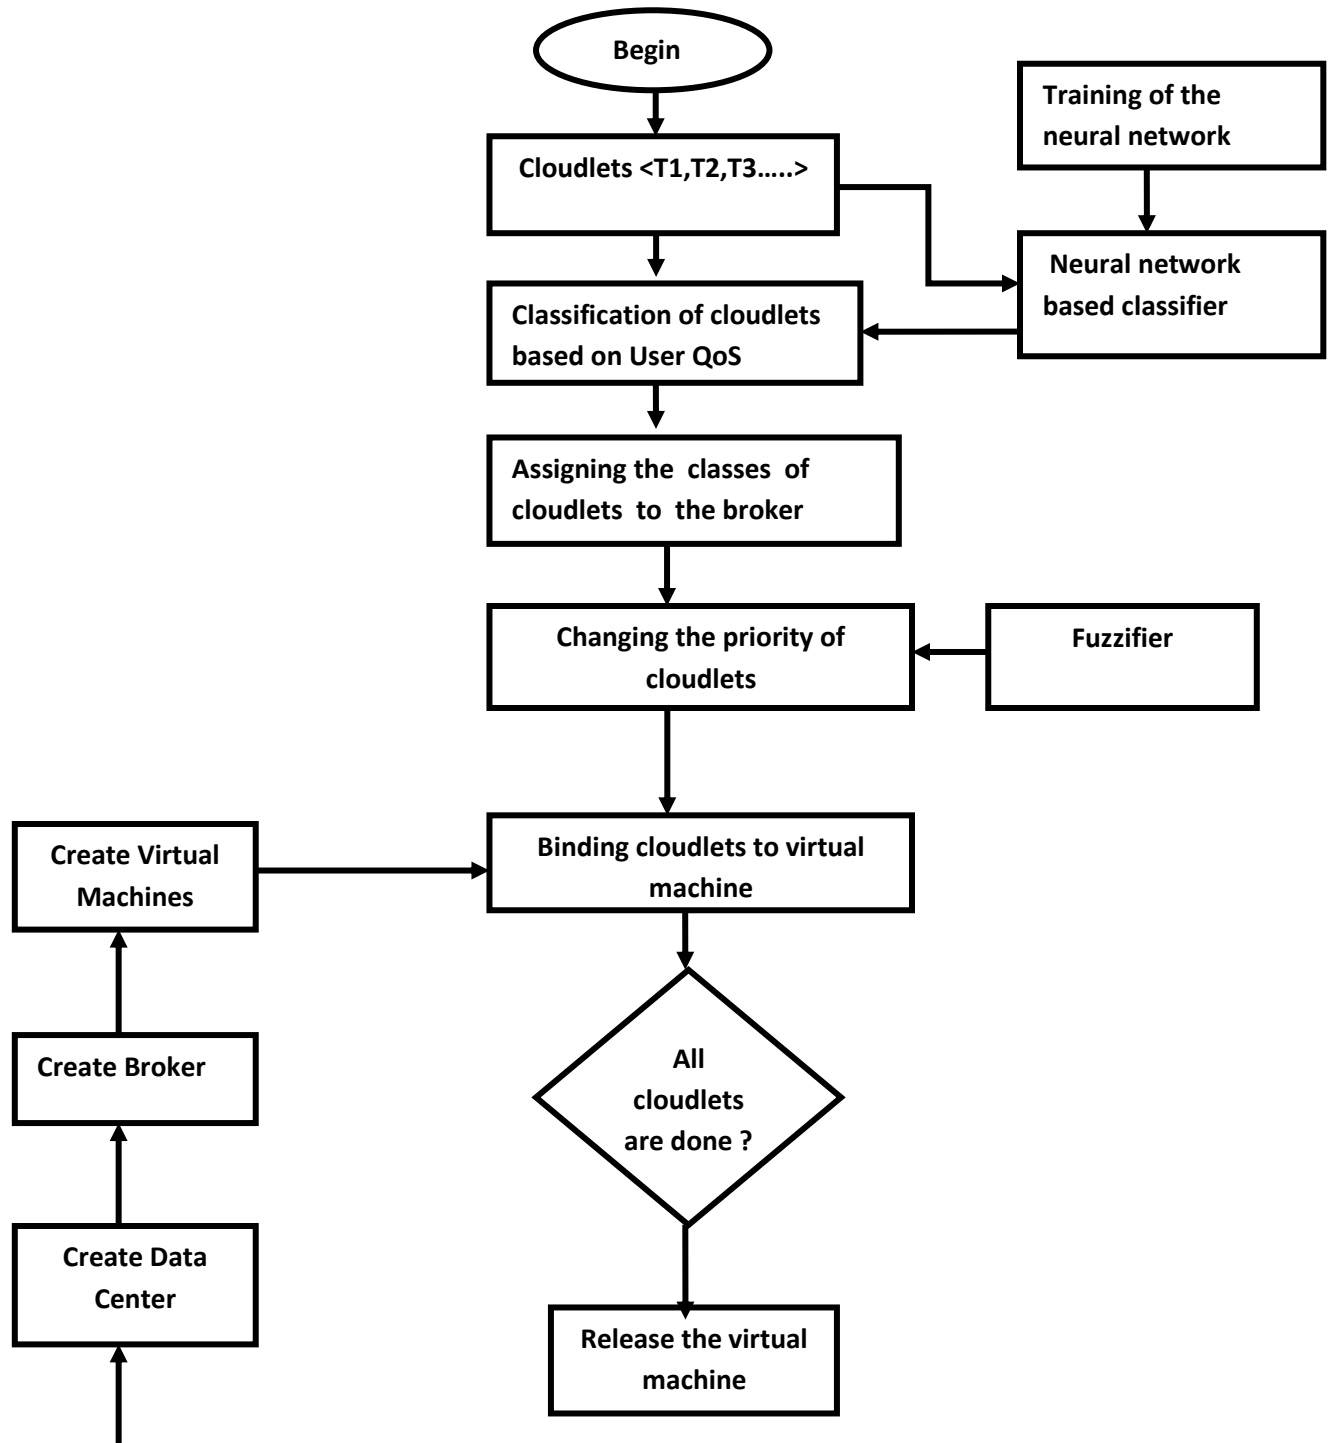 Begin
Training of the
neural network
Cloudlets <T1,T2,T3…..>
Neural network
based classifier
Classification of cloudlets
based on User QoS
Assigning the classes of
cloudlets to the broker
Changing the priority of
cloudlets
Fuzzifier
Create Virtual
Machines
Binding cloudlets to virtual
machine
Create Broker
All
cloudlets
are done ?
Create Data
Center
Release the virtual
machine